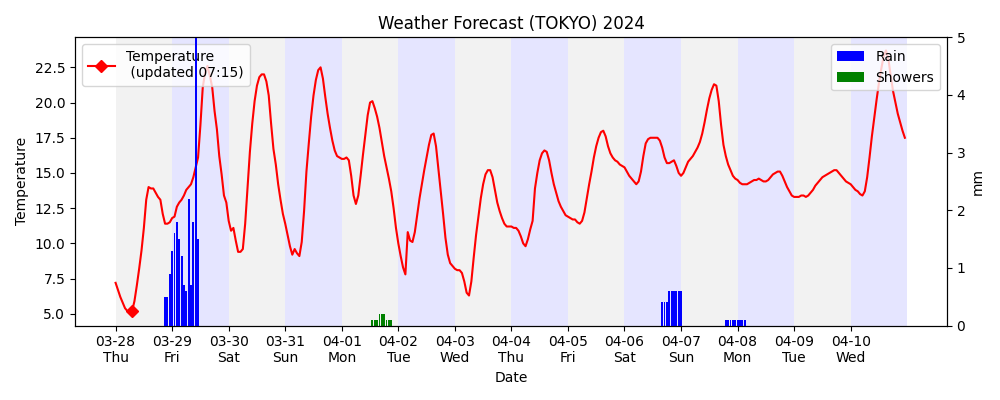 Weather Forecast (TOKYO) 2024
Temperature
(updated 07:15)
Rain
Showers
Temperature
22.5
20.0
17.5
15.0
12.5
10.0
7.5
5.0
5
4
3
2
1
0
mm
03-28 03-29 03-30 03-31 04-01 04-02 04-03 04-04 04-05 04-06 04-07 04-08 04-09 04-10
Thu Fri Sat Sun Mon Tue Wed Thu Fri Sat Sun Mon Tue Wed
Date